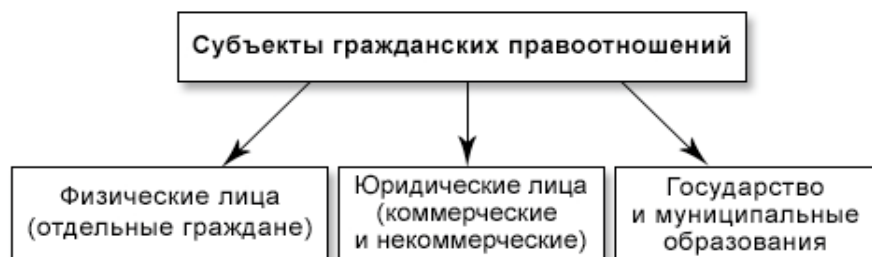 Субъекты гражданских правоотношений
Физические лица
(отдельные граждане)
Юридические лица
(коммерческие
и некоммерческие)
Государство
и муниципальные
образования